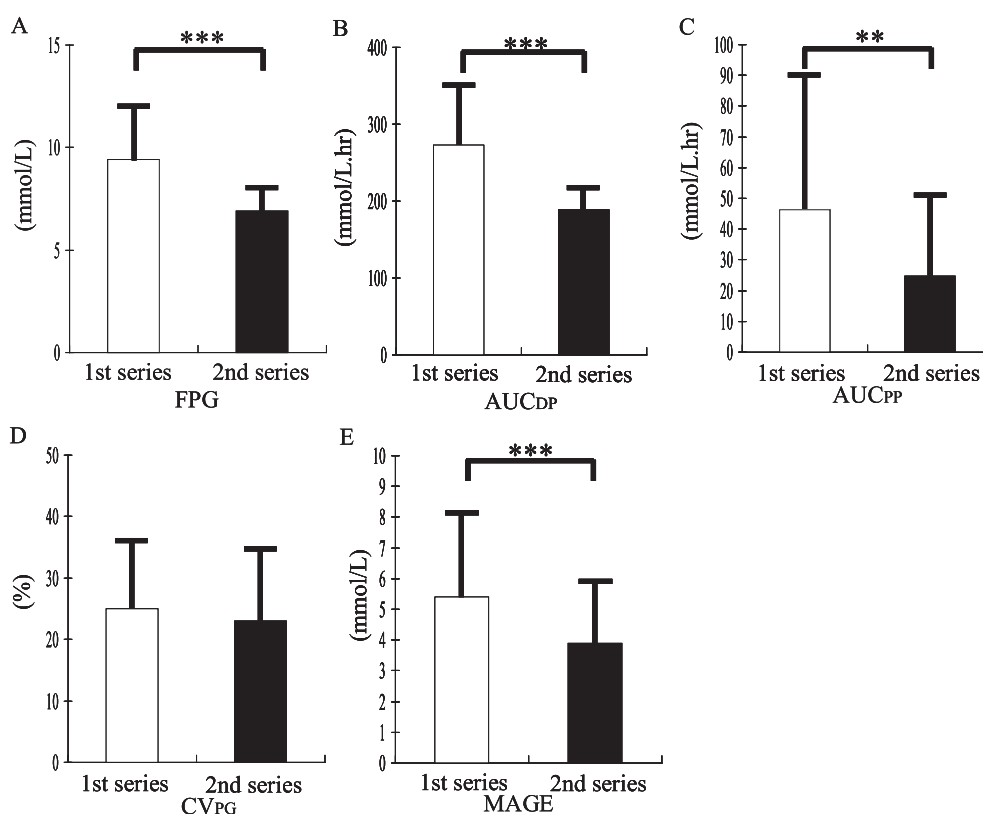 A
***
15
10
5
0
(mmol/L)
1st series 2nd series
FPG
B
***
400
300
200
100
0
(mmol/L.hr)
1st series 2nd series
AUCDP
C
**
100
90
80
70
60
50
40
30
20
10
0
(mmol/L.hr)
1st series 2nd series
AUCPP
D
50
40
30
20
10
0
(%)
1st series 2nd series
CVPG
E
***
10
9
8
7
6
5
4
3
2
1
0
(mmol/L)
1st series 2nd series
MAGE